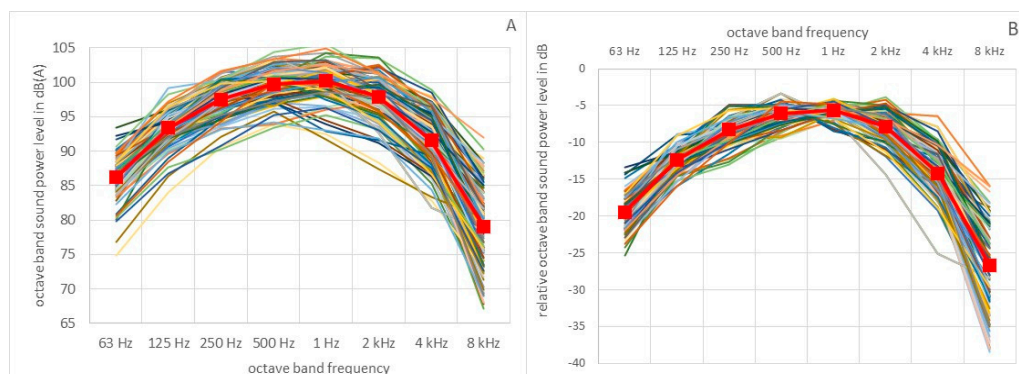 A
octave band sound power level in dB(A)
105
100
95
90
85
80
75
70
65
63 Hz 125 Hz 250 Hz 500 Hz 1 Hz 2 kHz 4 kHz 8 kHz
octave band frequency
B
octave band frequency
63 Hz 125 Hz 250 Hz 500 Hz 1 Hz 2 kHz 4 kHz 8 kHz
relative octave band sound power level in dB
0
-5
-10
-15
-20
-25
-30
-35
-40